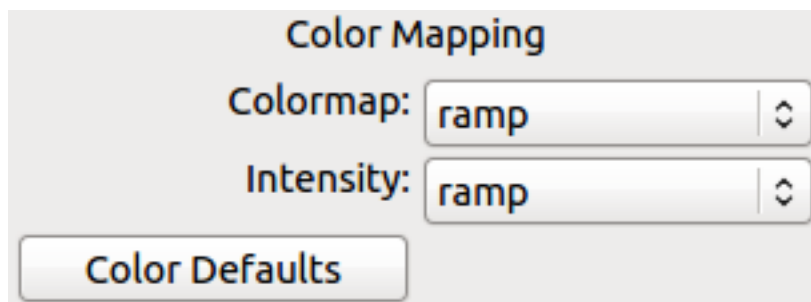 Color Mapping
Colormap: ramp
Intensity: ramp
Color Defaults